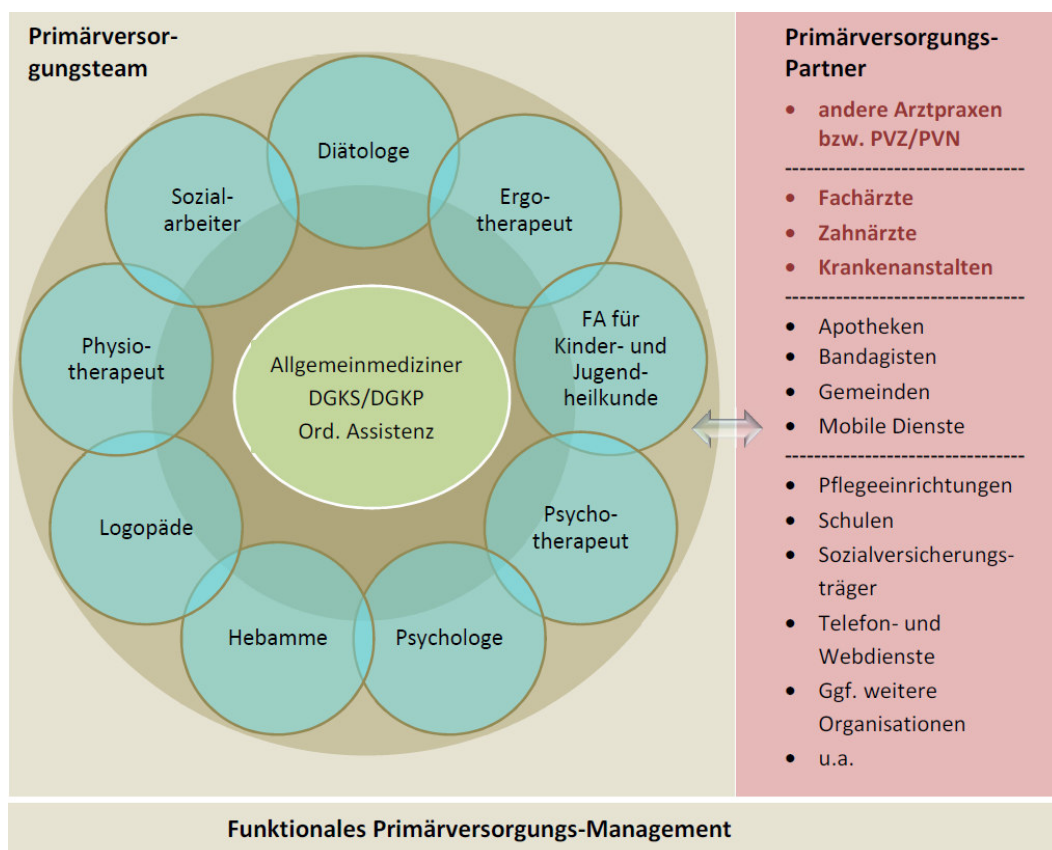 Primärversor-
gungsteam
Diätologe
Ergo-
therapeut
FA für
Kinder- und
Jugend-
heilkunde
Psycho-
therapeut
Psychologe
Hebamme
Logopäde
Physio-
therapeut
Sozial-
arbeiter
Allgemeinmediziner
DGKS/DGKP
Ord. Assistenz
Primärversorgungs-
Partner
• andere Arztpraxen
bzw. PVZ/PVN
---------------------------------
• Fachärzte
• Zahnärzte
• Krankenanstalten
---------------------------------
• Apotheken
• Bandagisten
• Gemeinden
• Mobile Dienste
---------------------------------
• Pflegeeinrichtungen
• Schulen
• Sozialversicherungs-
träger
• Telefon- und
Webdienste
• Ggf. weitere
Organisationen
• u.a.
Funktionales Primärversorgungs-Management